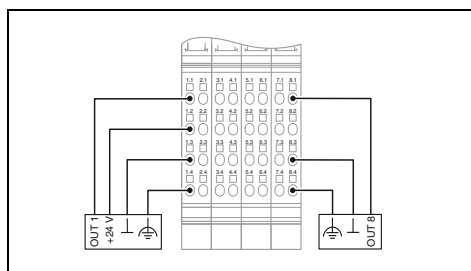 1.1 2.1 3.1 4.1 5.1 6.1 7.1 8.1
1.2 2.2 3.2 4.2 5.2 6.2 7.2 8.2
1.3 2.3 3.3 4.3 5.3 6.3 7.3 8.3
1.4 2.4 3.4 4.4 5.4 6.4 7.4 8.4
OUT 1
+24 V
OUT 8